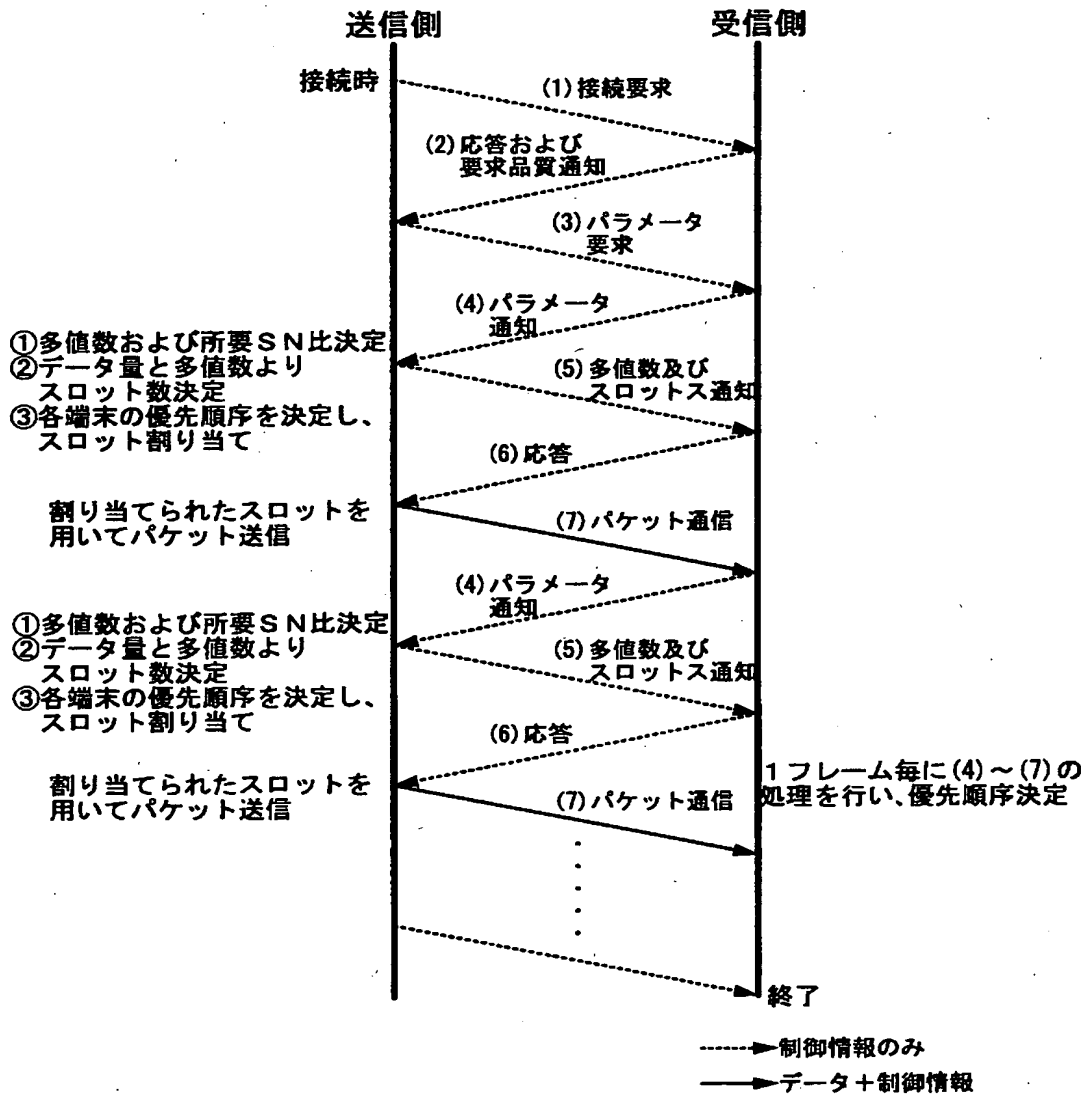 送信側
受信側
接続時
(1)接続要求
(2)応答および
要求品質通知
(3)パラメータ
要求
(4)パラメータ
通知
①多値数および所要SN比決定
②データ量と多値数より
スロット数決定
③各端末の優先順序を決定し、
スロット割り当て
(5)多値数及び
スロットス通知
(6)応答
割り当てられたスロットを
用いてパケット送信
(7)パケット通信
(4)パラメータ
通知
①多値数および所要SN比決定
②データ量と多値数より
スロット数決定
③各端末の優先順序を決定し、
スロット割り当て
(5)多値数及び
スロットス通知
(6)応答
割り当てられたスロットを
用いてパケット送信
(7)パケット通信
1フレーム毎に(4)～(7)の
処理を行い、優先順序決定
終了
制御情報のみ
データ＋制御情報